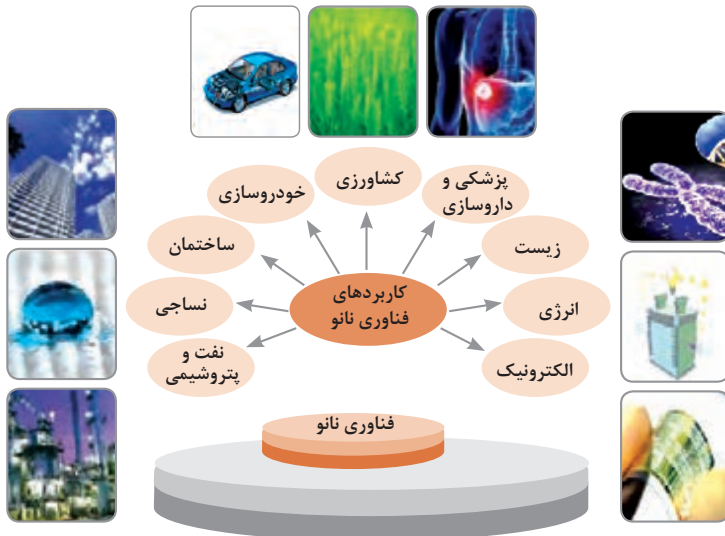 کشاورزی
پزشکی و
داروسازی
خودروسازی
زیست
ساختمان
کاربردهای
فناوری نانو
انرژی
نساجی
الکترونیک
نفت و
پتروشیمی
فناوری نانو